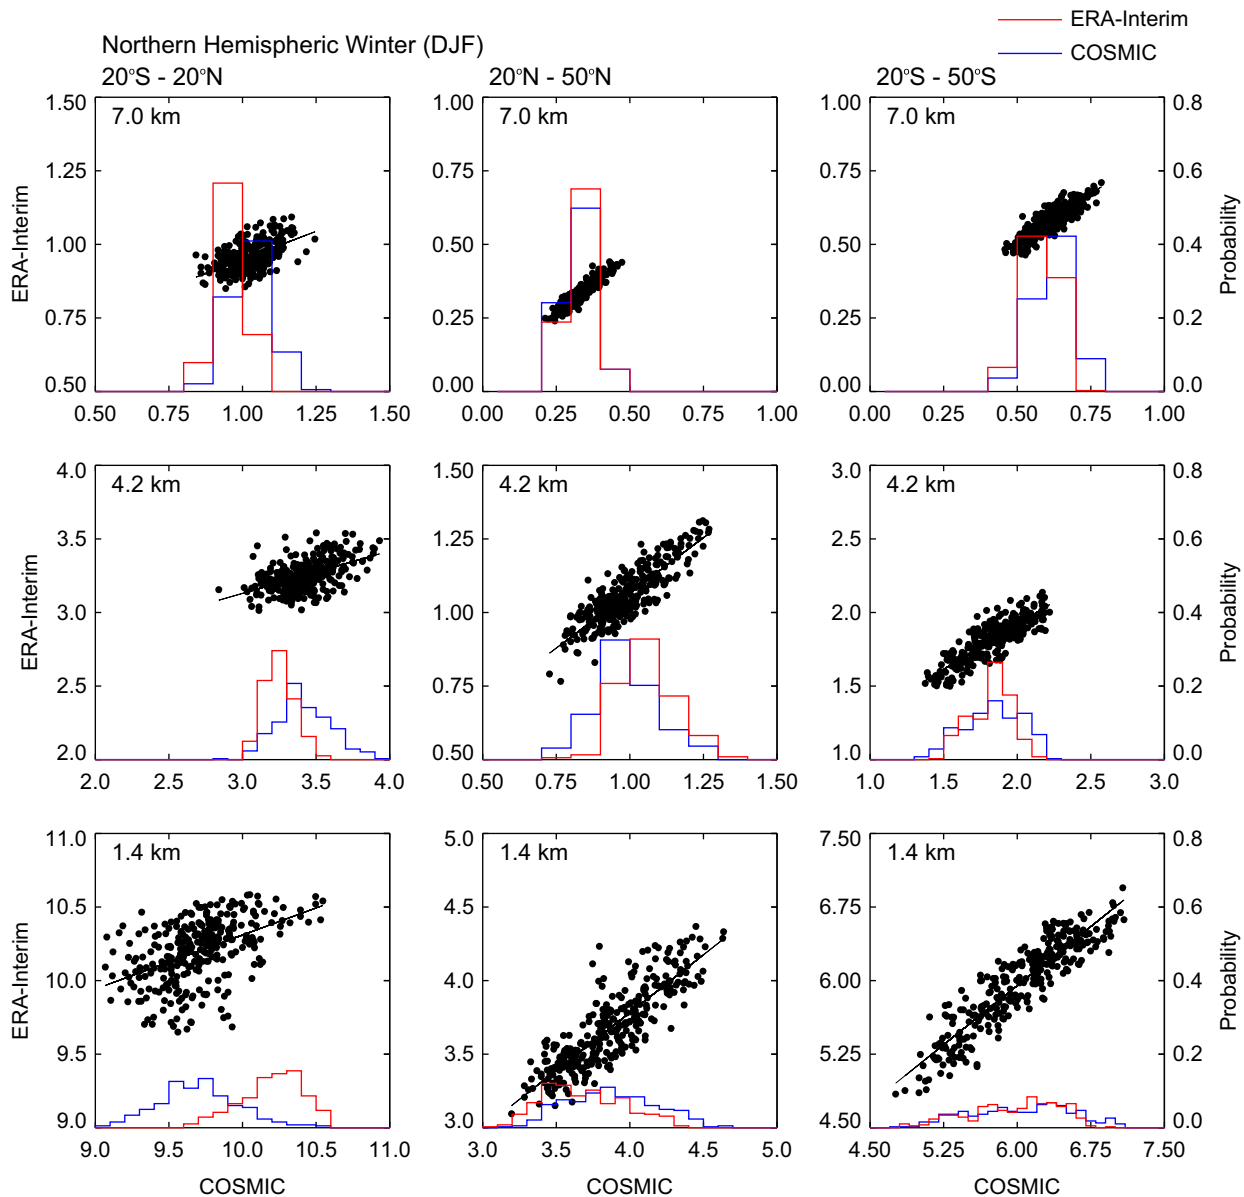 ERA-Interim
Northern Hemispheric Winter (DJF)
COSMIC
20°S - 20°N
20°N - 50°N
20°S - 50°S
1.50 1.00 1.00 0.8
7.0 km 7.0 km 7.0 km
1.25 0.75 0.75 0.6
ERA-Interim 1.00 0.50 0.50 0.4 Probability
0.75 0.25 0.25 0.2
0.50 0.00 0.00 0.0
0.50 0.75 1.00 1.25 1.50 0.00 0.25 0.50 0.75 1.00 0.00 0.25 0.50 0.75 1.00
4.0 1.50 3.0 0.8
4.2 km 4.2 km 4.2 km
3.5 1.25 2.5 0.6
ERA-Interim 3.0 1.00 2.0 0.4 Probability
2.5 0.75 1.5 0.2
2.0 0.50 1.0 0.0
2.0 2.5 3.0 3.5 4.0 0.50 0.75 1.00 1.25 1.50 1.0 1.5 2.0 2.5 3.0
11.0 5.0 7.50 0.8
1.4 km 1.4 km 1.4 km
10.5 4.5 6.75 0.6
ERA-Interim 10.0 4.0 6.00 0.4 Probability
9.5 3.5 5.25 0.2
9.0 3.0 4.50 0.0
9.0 9.5 10.0 10.5 11.0 3.0 3.5 4.0 4.5 5.0 4.50 5.25 6.00 6.75 7.50
COSMIC COSMIC COSMIC